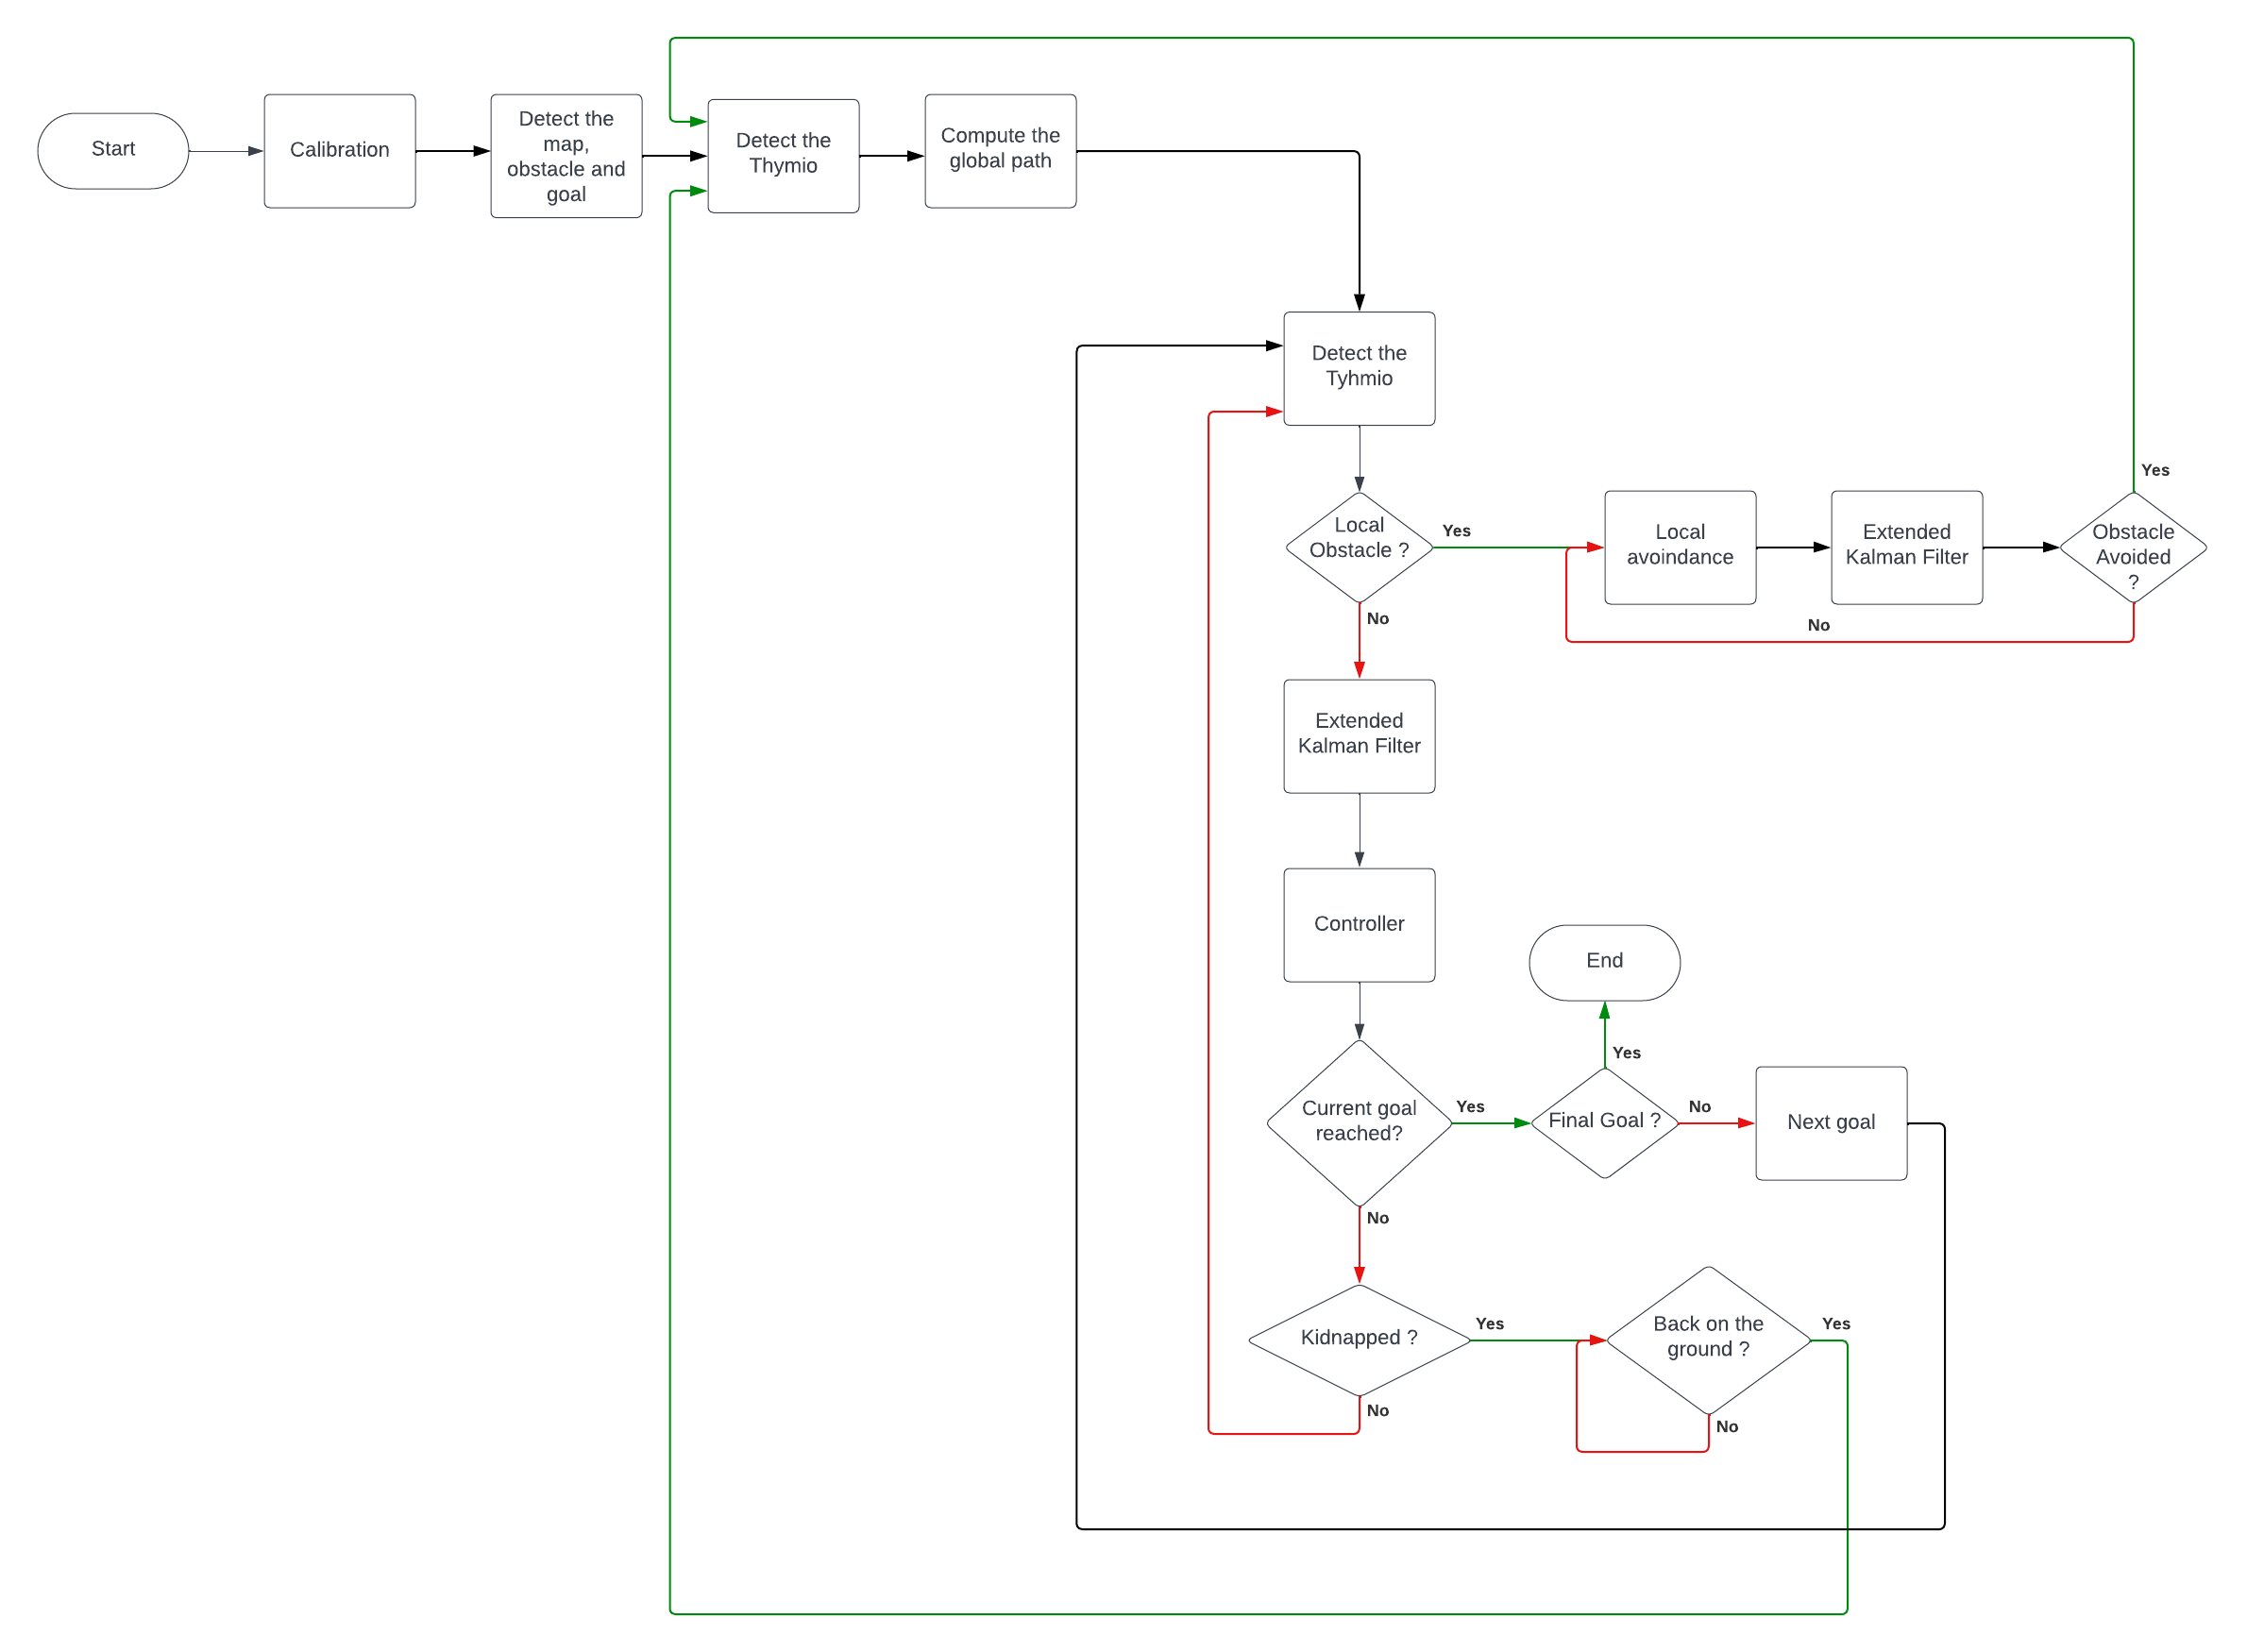 Start
Calibration
Detect the
map,
obstacle and
goal
Detect the
Thymio
Compute the
global path
Detect the
Tyhmio
Local
Obstacle ?
Yes
No
Local
avoindance
Extended
Kalman Filter
Obstacle
Avoided
?
Yes
No
Extended
Kalman Filter
Controller
Current goal
reached?
Yes
No
Final Goal ?
Yes
No
End
Next goal
Kidnapped ?
Yes
No
Back on the
ground ?
Yes
No